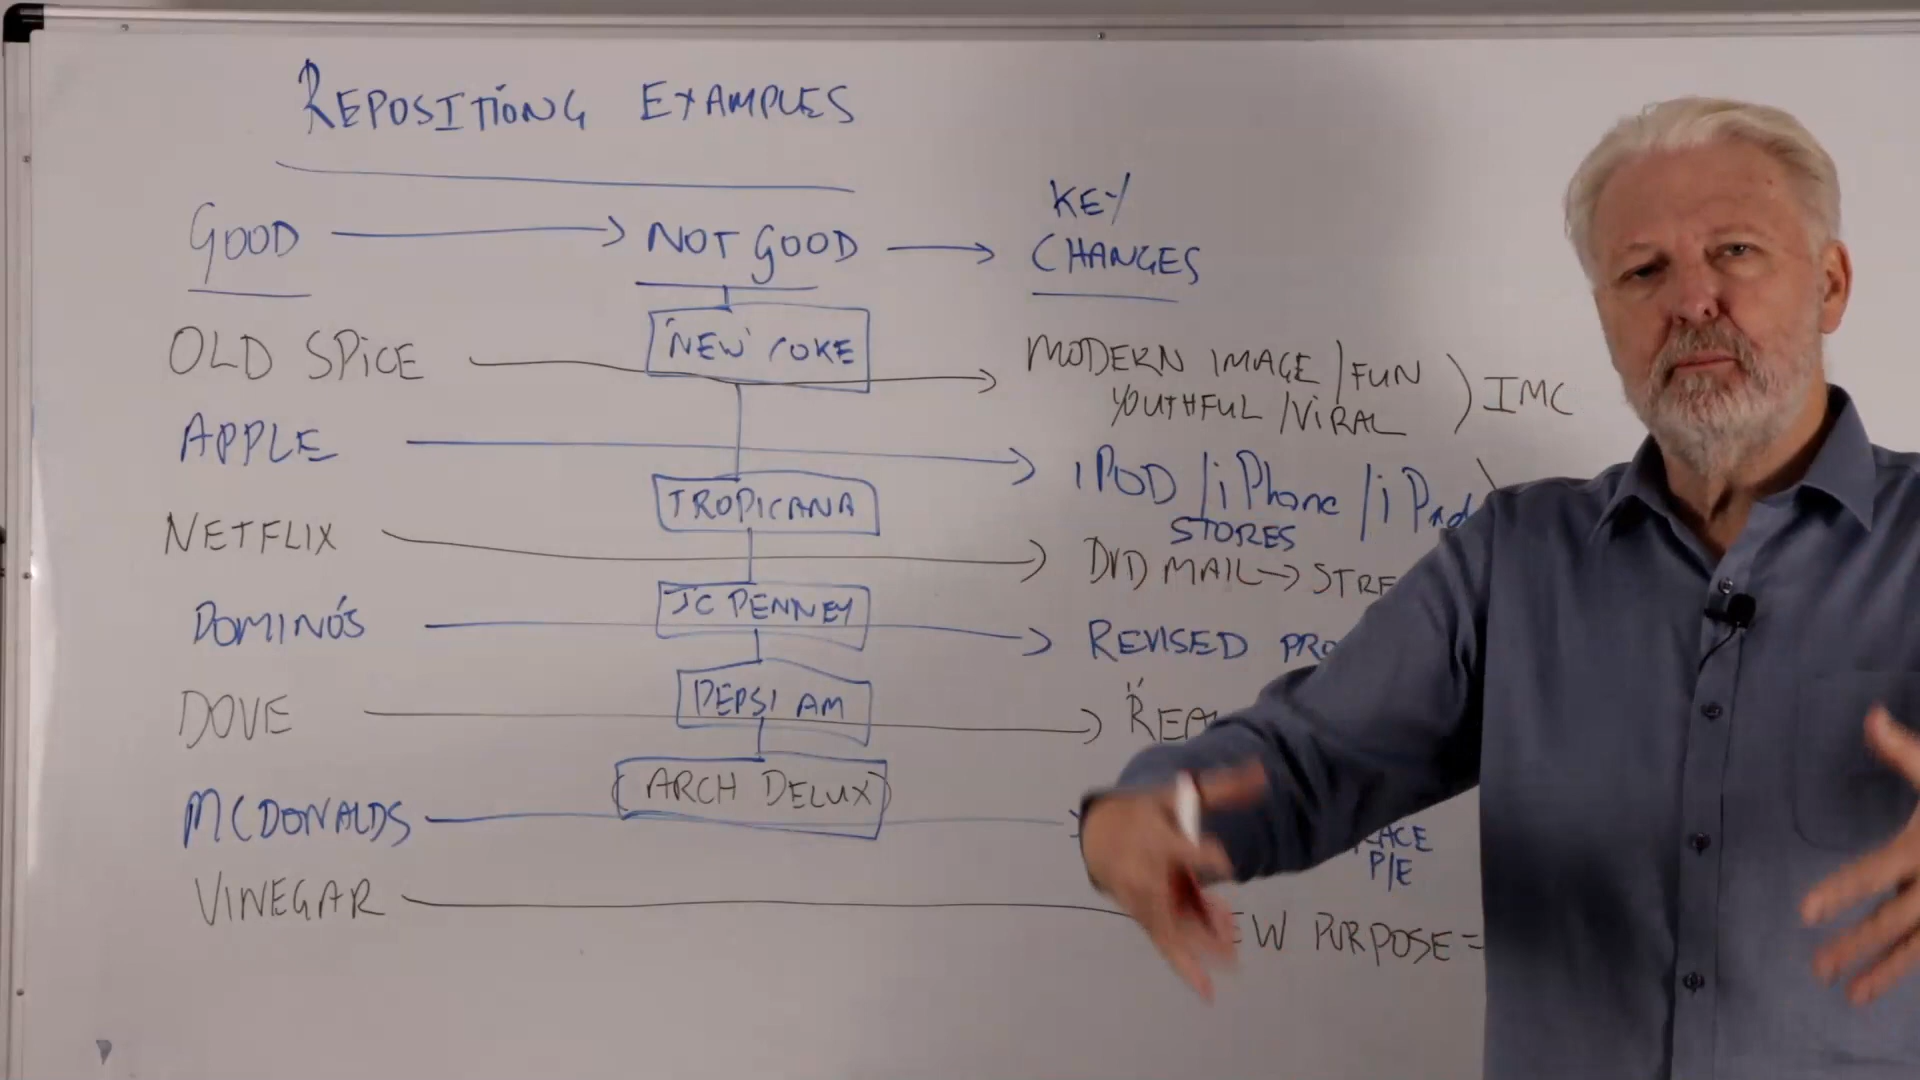 REPOSITIONG EXAMPLES
GOOD → NOT GOOD → KEY CHANGES
OLD SPICE → MODERN IMAGE / FUN
YOUTHFUL / VIRAL ) IMC
"NEW" COKE
APPLE → iPOD / iPhone /
STORES
TROPICANA
NETFLIX → DVD MAIL →
JC PENNEY
DOMINO'S → REVISED
PEPSI AM
DOVE →
ARCH DELUX
MCDONALDS
P/E
VINEGAR PURPOSE =